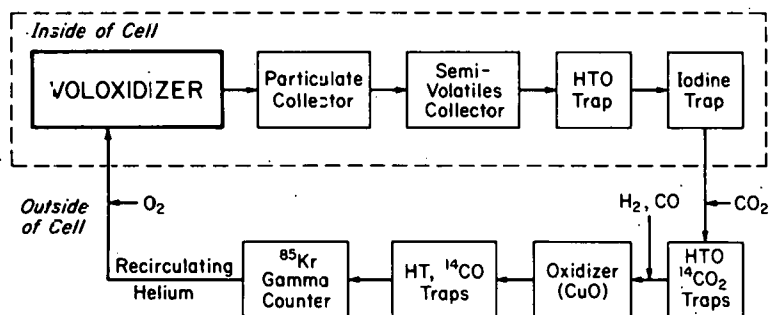 Inside of Cell
VOLOXIDIZER
Particulate
Collector
Semi-
Volatiles
Collector
HTO
Trap
Iodine
Trap
Outside
of Cell
O₂
H₂, CO
CO₂
Recirculating
Helium
⁸⁵Kr
Gamma
Counter
HT, ¹⁴CO
Traps
Oxidizer
(CuO)
HTO
¹⁴CO₂
Traps